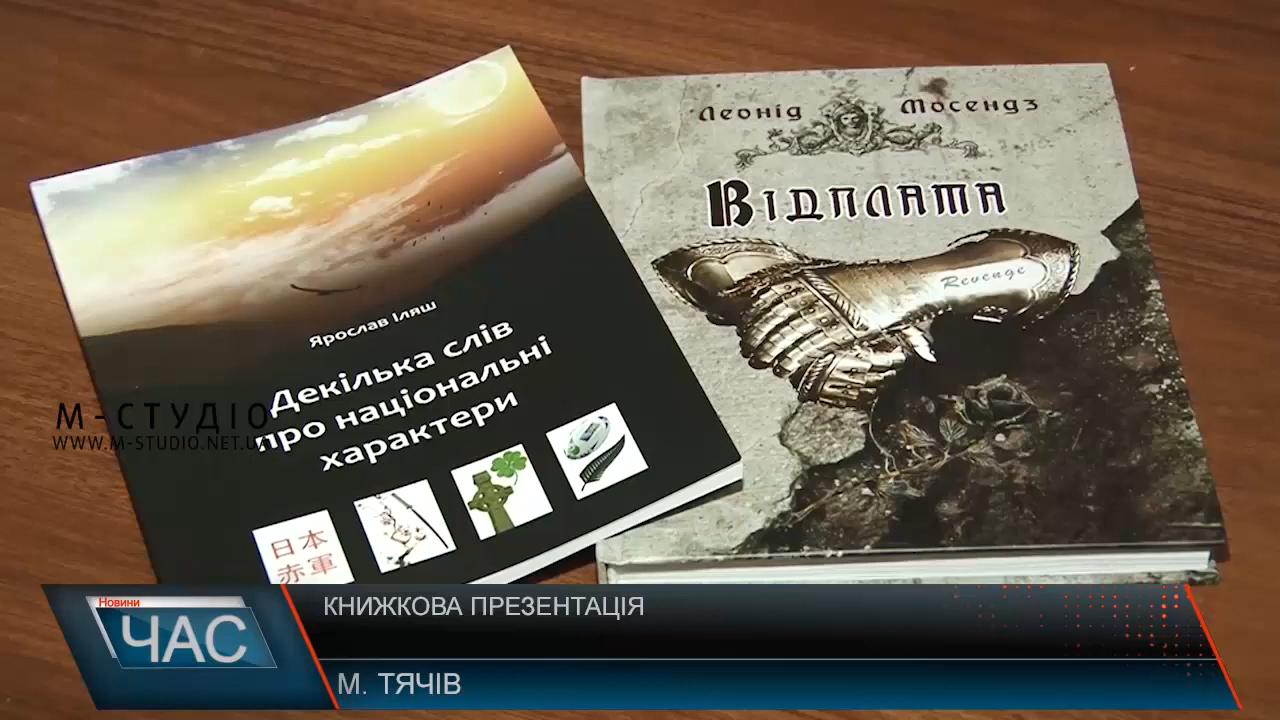 Леонід Мосендз
Відплата
Revenge
Ярослав Іляш
Декілька слів
про національні
характери
日本
赤軍
М-СТУДІО
WWW.M-STUDIO.NET.UA
Новини
ЧАС
КНИЖКОВА ПРЕЗЕНТАЦІЯ
М. ТЯЧІВ